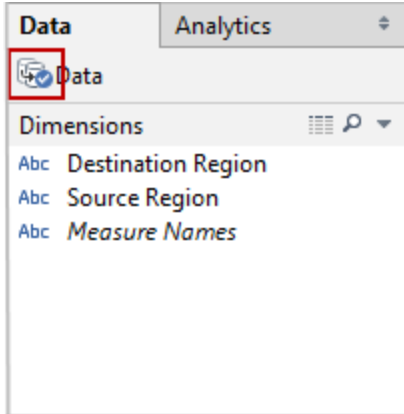 Data Analytics
Data
Dimensions
Abc Destination Region
Abc Source Region
Abc Measure Names